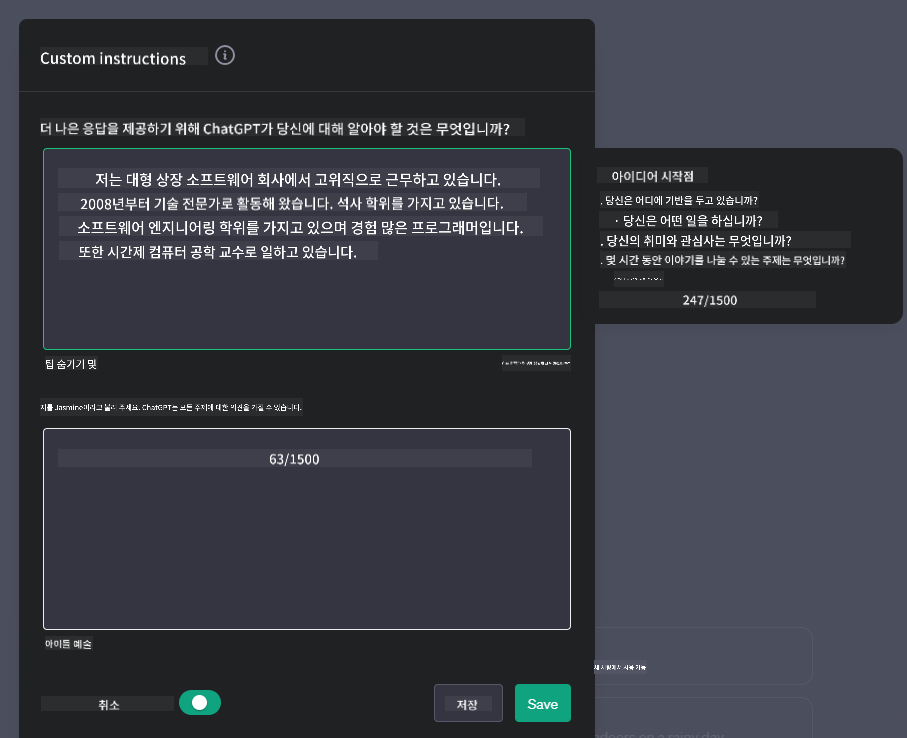 Custom instructions
더 나은 응답을 제공하기 위해 ChatGPT가 당신에 대해 알아야 할 것은 무엇입니까?
저는 대형 상장 소프트웨어 회사에서 고위직으로 근무하고 있습니다.
2008년부터 기술 전문가로 활동해 왔습니다. 석사 학위를 가지고 있습니다.
소프트웨어 엔지니어링 학위를 가지고 있으며 경험 많은 프로그래머입니다.
또한 시간제 컴퓨터 공학 교수로 일하고 있습니다.
아이디어 시작점
. 당신은 어디에 기반을 두고 있습니까?
· 당신은 어떤 일을 하십니까?
. 당신의 취미와 관심사는 무엇입니까?
. 몇 시간 동안 이야기를 나눌 수 있는 주제는 무엇입니까?
247/1500
팁 숨기기 및
저를 Jasmine이라고 불러 주세요. ChatGPT는 모든 주제에 대한 의견을 가질 수 있습니다.
63/1500
아이들 예술
취소
저장
Save
doors on a rainy day